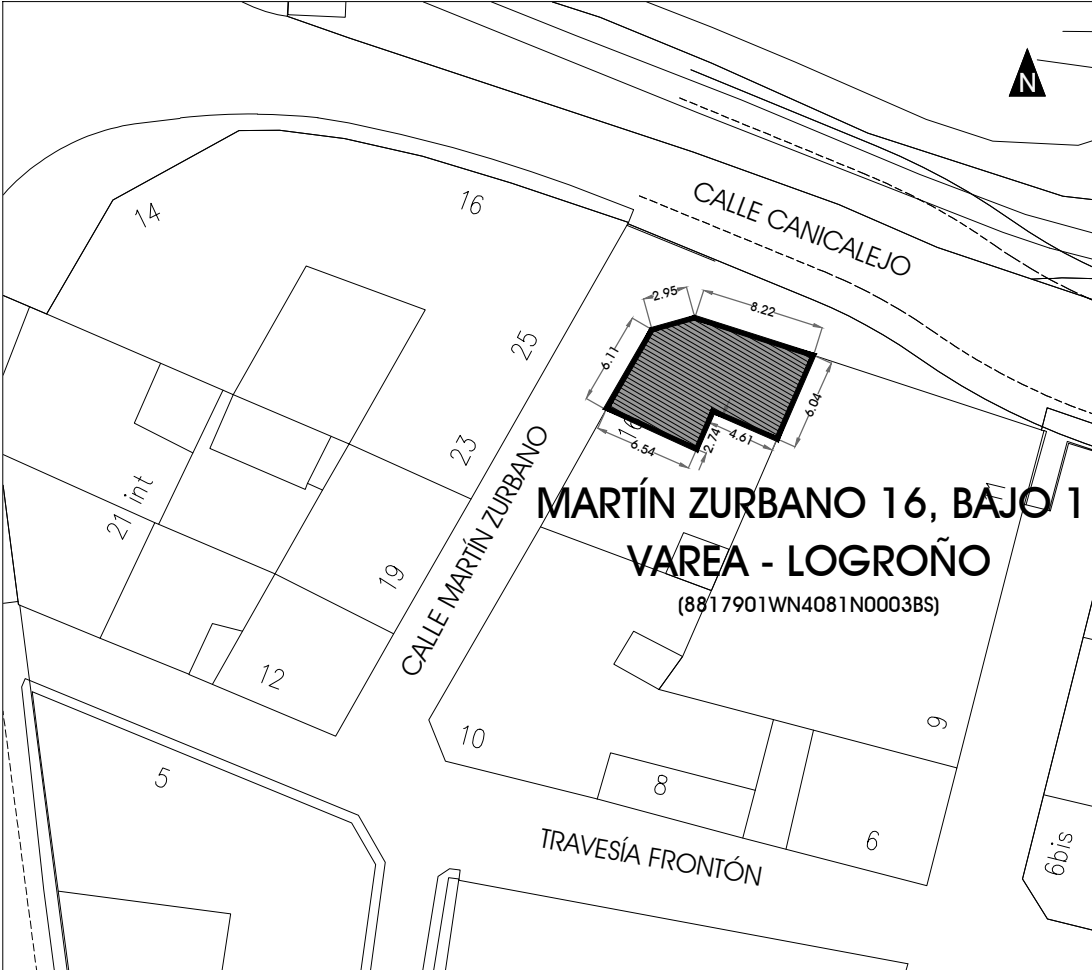 N
CALLE CANICALEJO
14
16
2.95
8.22
25
6.11
6.04
16
6.54
2.74
4.61
23
CALLE MARTÍN ZURBANO
21 int
MARTÍN ZURBANO 16, BAJO 1
11
VAREA - LOGROÑO
19
(8817901WN4081N0003BS)
12
10
9
5
8
TRAVESÍA FRONTÓN
6
6bis